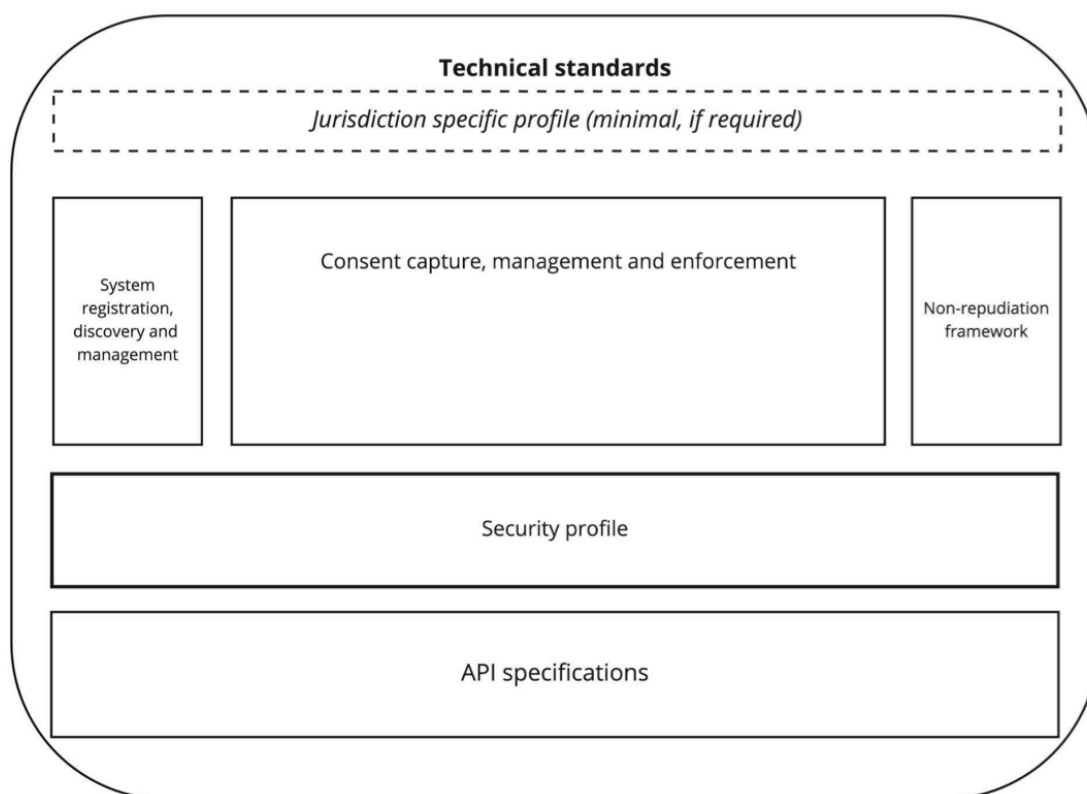 Technical standards
Jurisdiction specific profile (minimal, if required)
System
registration,
discovery and
management
Consent capture, management and enforcement
Non-repudiation
framework
Security profile
API specifications